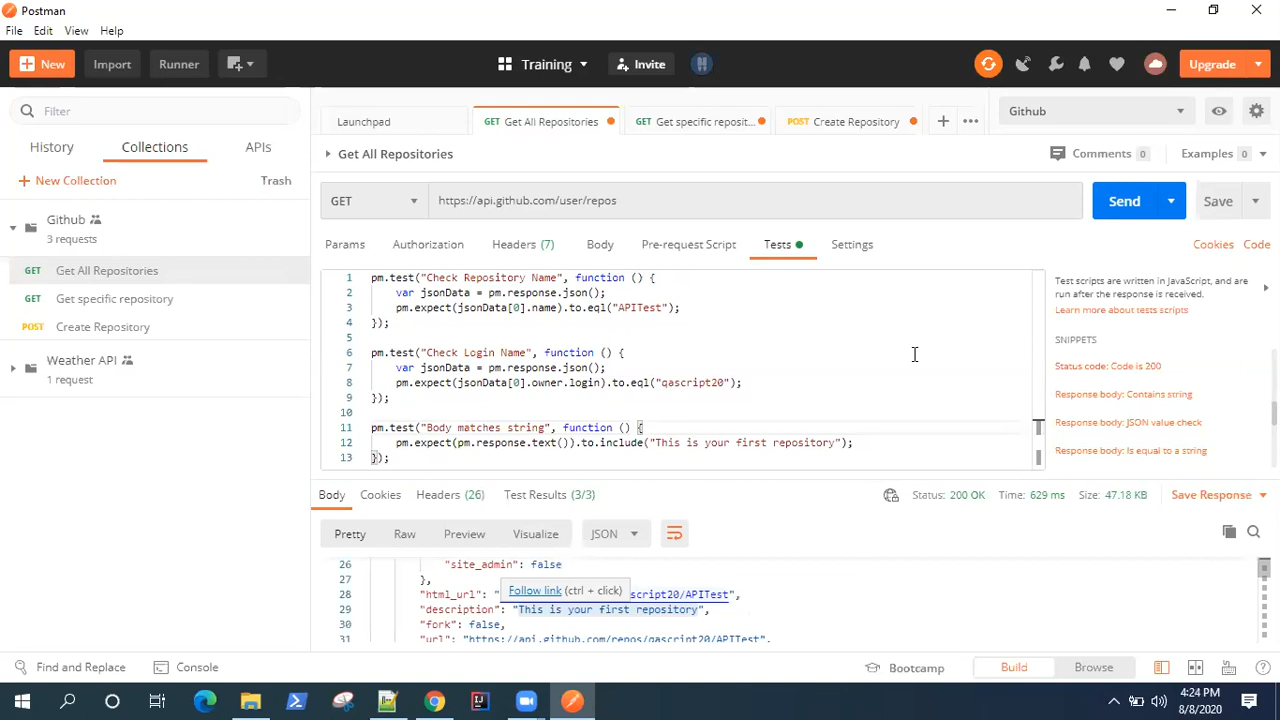 Postman
File Edit View Help
New Import Runner Training Invite Upgrade
Filter
History Collections APIs
+ New Collection Trash
Github
3 requests
GET Get All Repositories
GET Get specific repository
POST Create Repository
Weather API
1 request
Launchpad GET Get All Repositories GET Get specific reposit... POST Create Repository + ••• Github
Get All Repositories Comments 0 Examples 0
GET https://api.github.com/user/repos Send Save
Params Authorization Headers (7) Body Pre-request Script Tests Settings Cookies Code
1 pm.test("Check Repository Name", function () {
2 var jsonData = pm.response.json();
3 pm.expect(jsonData[0].name).to.eql("APITest");
4 });
5
6 pm.test("Check Login Name", function () {
7 var jsonData = pm.response.json();
8 pm.expect(jsonData[0].owner.login).to.eql("qascript20");
9 });
10
11 pm.test("Body matches string", function () {
12 pm.expect(pm.response.text()).to.include("This is your first repository");
13 });
Test scripts are written in JavaScript, and are run after the response is received.
Learn more about tests scripts
SNIPPETS
Status code: Code is 200
Response body: Contains string
Response body: JSON value check
Response body: Is equal to a string
Body Cookies Headers (26) Test Results (3/3) Status: 200 OK Time: 629 ms Size: 47.18 KB Save Response
Pretty Raw Preview Visualize JSON
26 "site_admin": false
27 },
Follow link (ctrl + click)
28 "html_url": " script20/APITest",
29 "description": "This is your first repository",
30 "fork": false,
31 "url": "https://api.github.com/repos/qascript20/APITest",
Find and Replace Console Bootcamp Build Browse
4:24 PM
8/8/2020